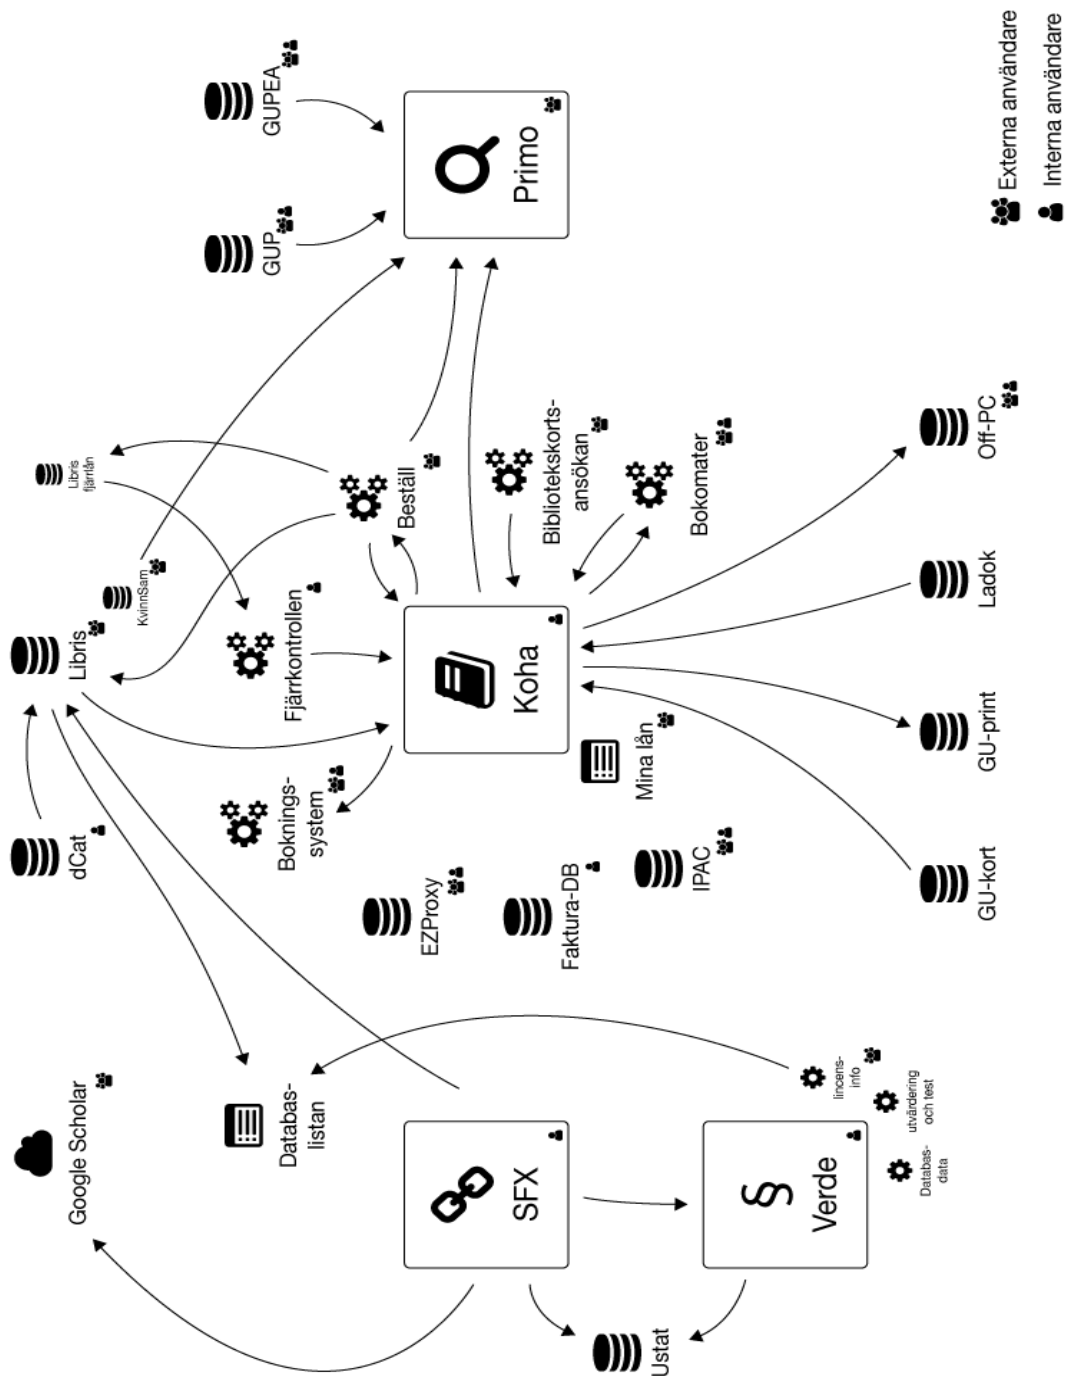 Google Scholar
dCat
Libris
KvinnSam
Libris
fjärrlån
GUP
GUPEA
Databas-
listan
Boknings-
system
Fjärrkontrollen
Beställ
EZProxy
SFX
Koha
Primo
Faktura-DB
Bibliotekskorts-
ansökan
Ustat
IPAC
Mina lån
Bokomater
Verde
lincens-
info
utvärdering
och test
Databas-
data
GU-kort
GU-print
Ladok
Off-PC
Externa användare
Interna användare